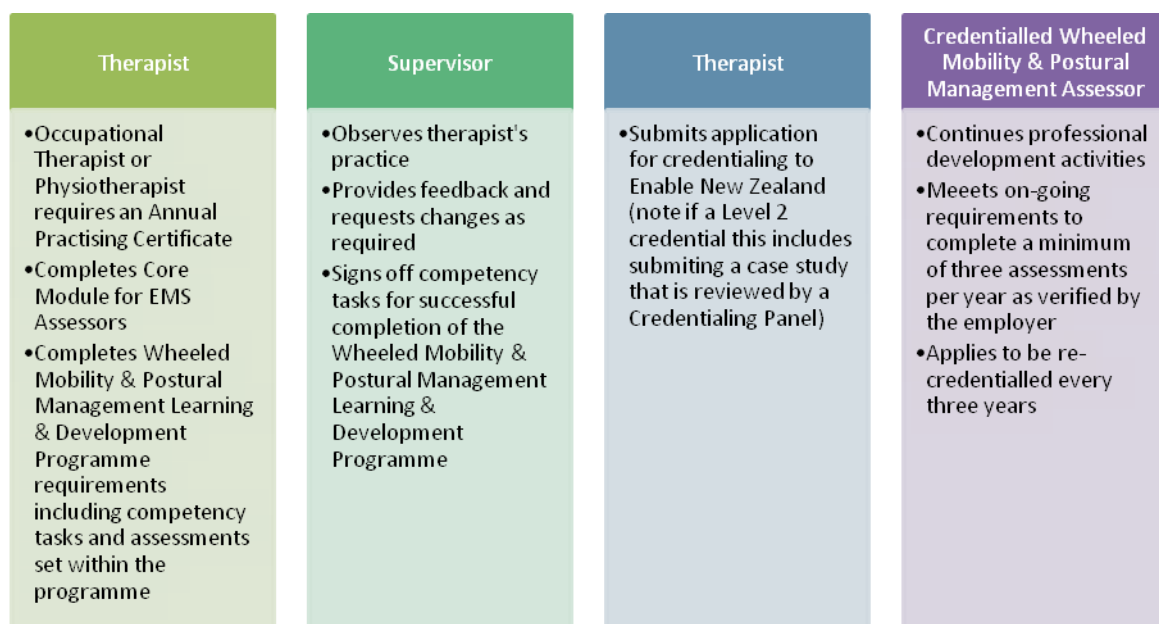 Therapist
•Occupational
Therapist or
Physiotherapist
requires an Annual
Practising Certificate
•Completes Core
Module for EMS
Assessors
•Completes Wheeled
Mobility & Postural
Management Learning
& Development
Programme
requirements
including competency
tasks and assessments
set within the
programme
Supervisor
•Observes therapist's
practice
•Provides feedback and
requests changes as
required
•Signs off competency
tasks for successful
completion of the
Wheeled Mobility &
Postural Management
Learning &
Development
Programme
Therapist
•Submits application
for credentialing to
Enable New Zealand
(note if a Level 2
credential this includes
submiting a case study
that is reviewed by a
Credentialing Panel)
Credentialled Wheeled
Mobility & Postural
Management Assessor
•Continues professional
development activities
•Meeets on-going
requirements to
complete a minimum
of three assessments
per year as verified by
the employer
•Applies to be re-
credentialled every
three years